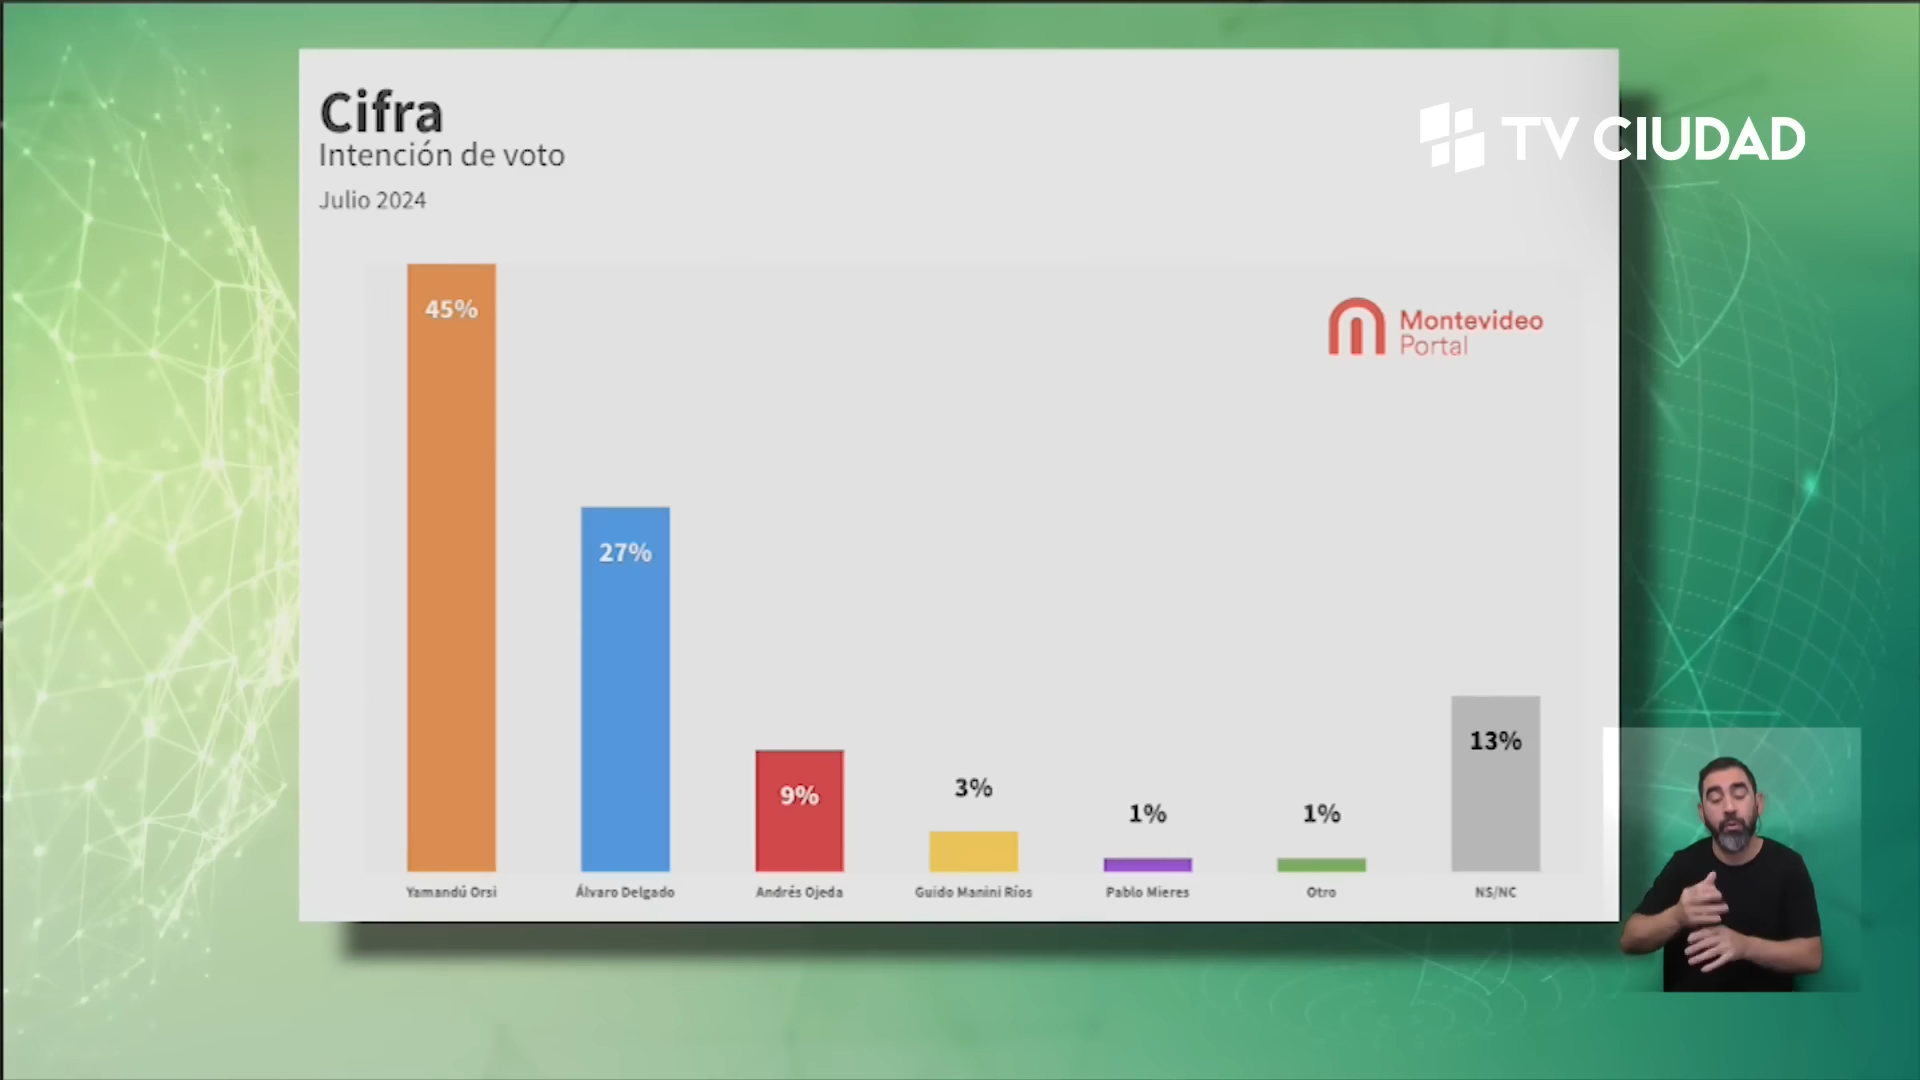 Cifra
Intención de voto
Julio 2024
TV CIUDAD
Montevideo
Portal
45%
27%
9%
3%
1%
1%
13%
Yamandú Orsi
Álvaro Delgado
Andrés Ojeda
Guido Manini Ríos
Pablo Mieres
Otro
NS/NC